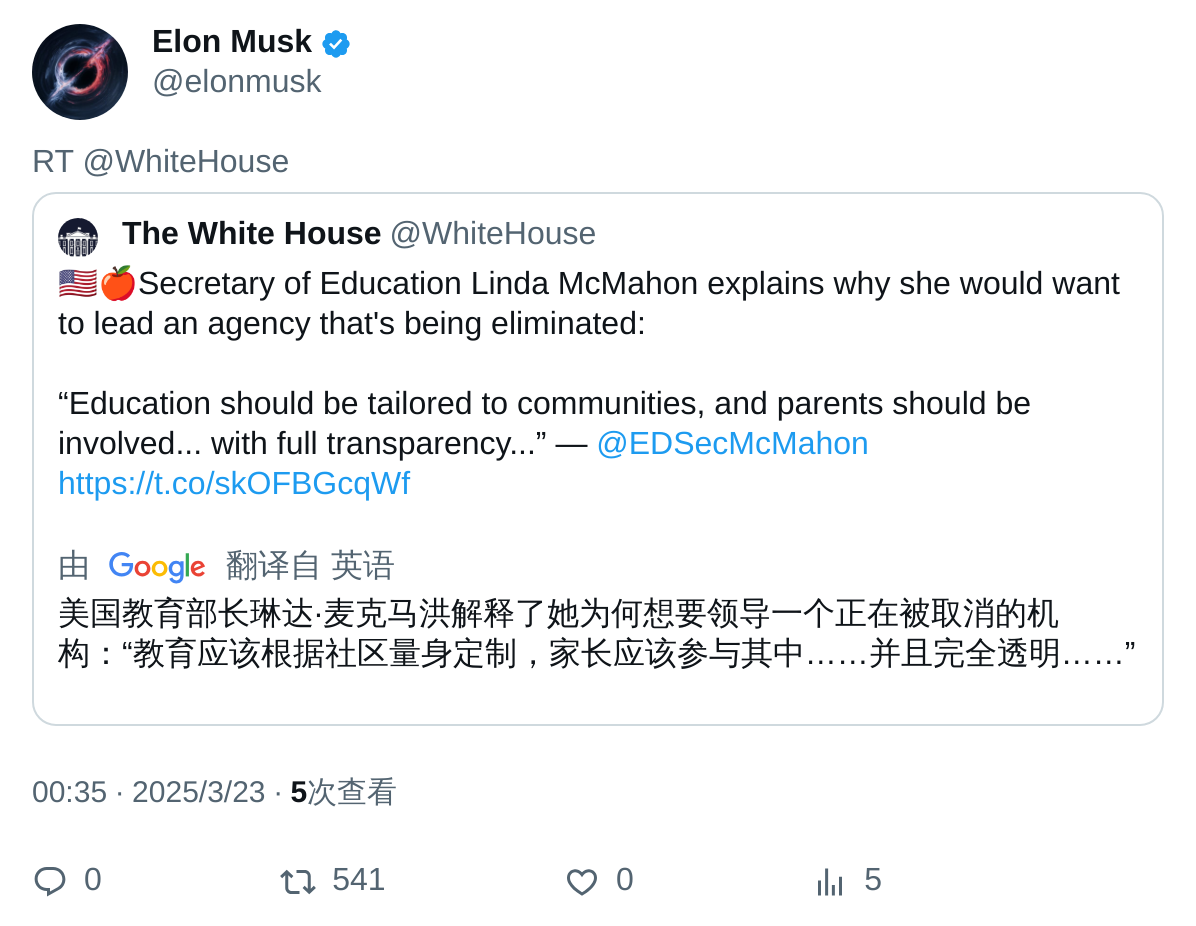 Elon Musk
@elonmusk
RT @WhiteHouse
The White House @WhiteHouse
🇺🇸🍎Secretary of Education Linda McMahon explains why she would want
to lead an agency that's being eliminated:
“Education should be tailored to communities, and parents should be
involved... with full transparency...” — @EDSecMcMahon
https://t.co/skOFBGcqWf
由 Google 翻译自 英语
美国教育部长琳达·麦克马洪解释了她为何想要领导一个正在被取消的机
构：“教育应该根据社区量身定制，家长应该参与其中……并且完全透明……”
00:35 · 2025/3/23 · 5次查看
0 541 0 5